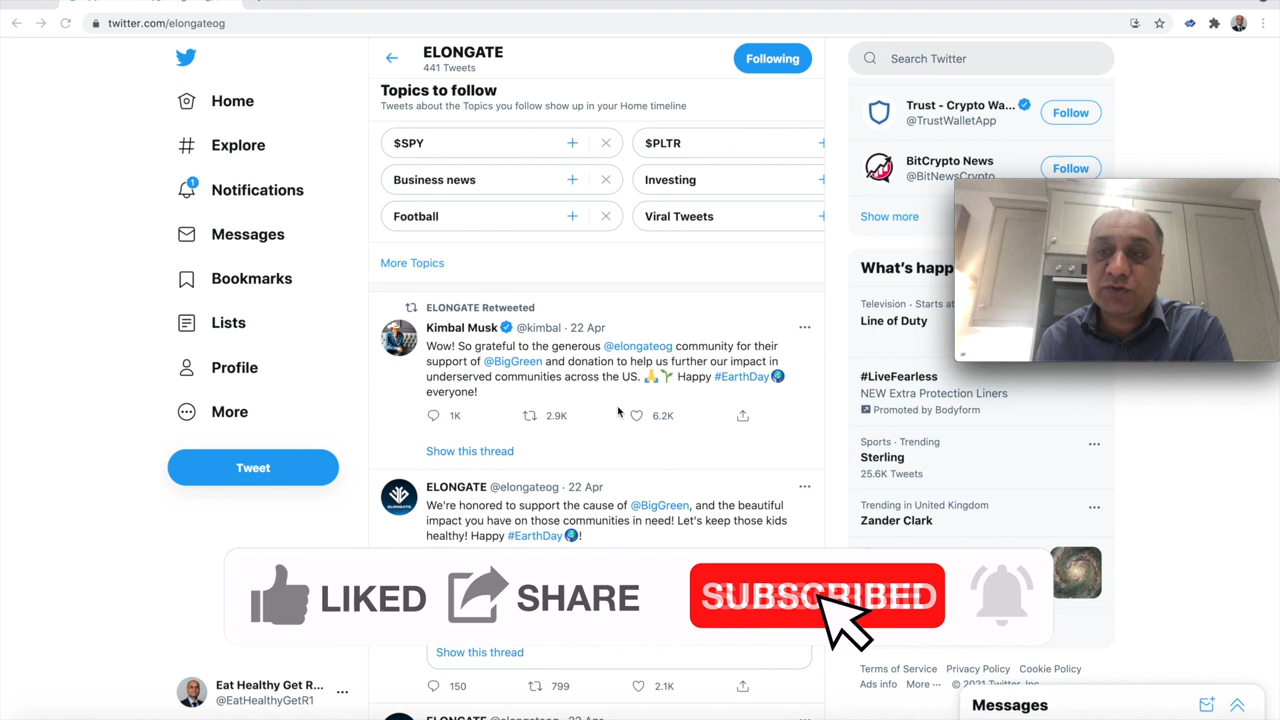 twitter.com/elongateog
ELONGATE
441 Tweets
Following
Search Twitter
Home
Explore
1
Notifications
Messages
Bookmarks
Lists
Profile
More
Tweet
Eat Healthy Get R...
@EatHealthyGetR1
Topics to follow
Tweets about the Topics you follow show up in your Home timeline
$SPY
$PLTR
Business news
Investing
Football
Viral Tweets
More Topics
ELONGATE Retweeted
Kimbal Musk @kimbal · 22 Apr
Wow! So grateful to the generous @elongateog community for their
support of @BigGreen and donation to help us further our impact in
underserved communities across the US. 🙏🌱 Happy #EarthDay🌎
everyone!
1K 2.9K 6.2K
Show this thread
ELONGATE @elongateog · 22 Apr
We're honored to support the cause of @BigGreen, and the beautiful
impact you have on those communities in need! Let's keep those kids
healthy! Happy #EarthDay🌎!
LIKED SHARE SUBSCRIBED
Show this thread
150 799 2.1K
ELONGATE @elongateog · 22 Apr
Trust - Crypto Wa...
@TrustWalletApp
Follow
BitCrypto News
@BitNewsCrypto
Follow
Show more
What's happ
Television · Starts at
Line of Duty
#LiveFearless
NEW Extra Protection Liners
Promoted by Bodyform
Sports · Trending
Sterling
25.6K Tweets
Trending in United Kingdom
Zander Clark
Terms of Service Privacy Policy Cookie Policy
Ads info More ··· © 2021 Twitter, Inc.
Messages